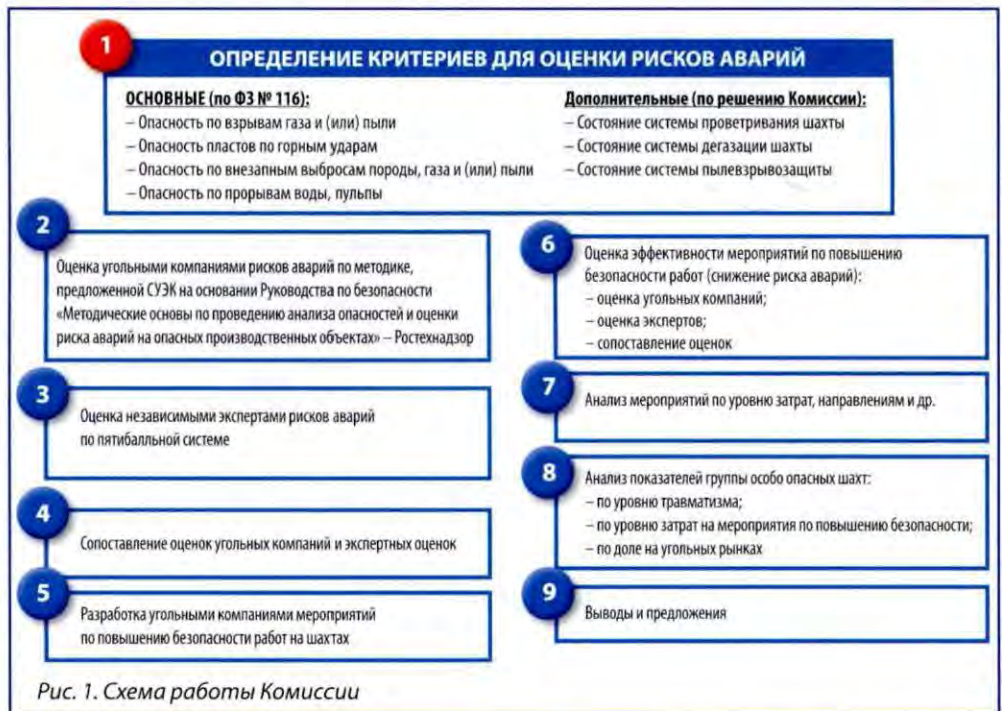 1
ОПРЕДЕЛЕНИЕ КРИТЕРИЕВ ДЛЯ ОЦЕНКИ РИСКОВ АВАРИЙ
ОСНОВНЫЕ (по ФЗ № 116):
– Опасность по взрывам газа и (или) пыли
– Опасность пластов по горным ударам
– Опасность по внезапным выбросам породы, газа и (или) пыли
– Опасность по прорывам воды, пульпы
Дополнительные (по решению Комиссии):
– Состояние системы проветривания шахты
– Состояние системы дегазации шахты
– Состояние системы пылевзрывозащиты
2
Оценка угольными компаниями рисков аварий по методике,
предложенной СУЭК на основании Руководства по безопасности
«Методические основы по проведению анализа опасностей и оценки
риска аварий на опасных производственных объектах» – Ростехнадзор
3
Оценка независимыми экспертами рисков аварий
по пятибалльной системе
4
Сопоставление оценок угольных компаний и экспертных оценок
5
Разработка угольными компаниями мероприятий
по повышению безопасности работ на шахтах
6
Оценка эффективности мероприятий по повышению
безопасности работ (снижение риска аварий):
– оценка угольных компаний;
– оценка экспертов;
– сопоставление оценок
7
Анализ мероприятий по уровню затрат, направлениям и др.
8
Анализ показателей группы особо опасных шахт:
– по уровню травматизма;
– по уровню затрат на мероприятия по повышению безопасности;
– по доле на угольных рынках
9
Выводы и предложения
Рис. 1. Схема работы Комиссии